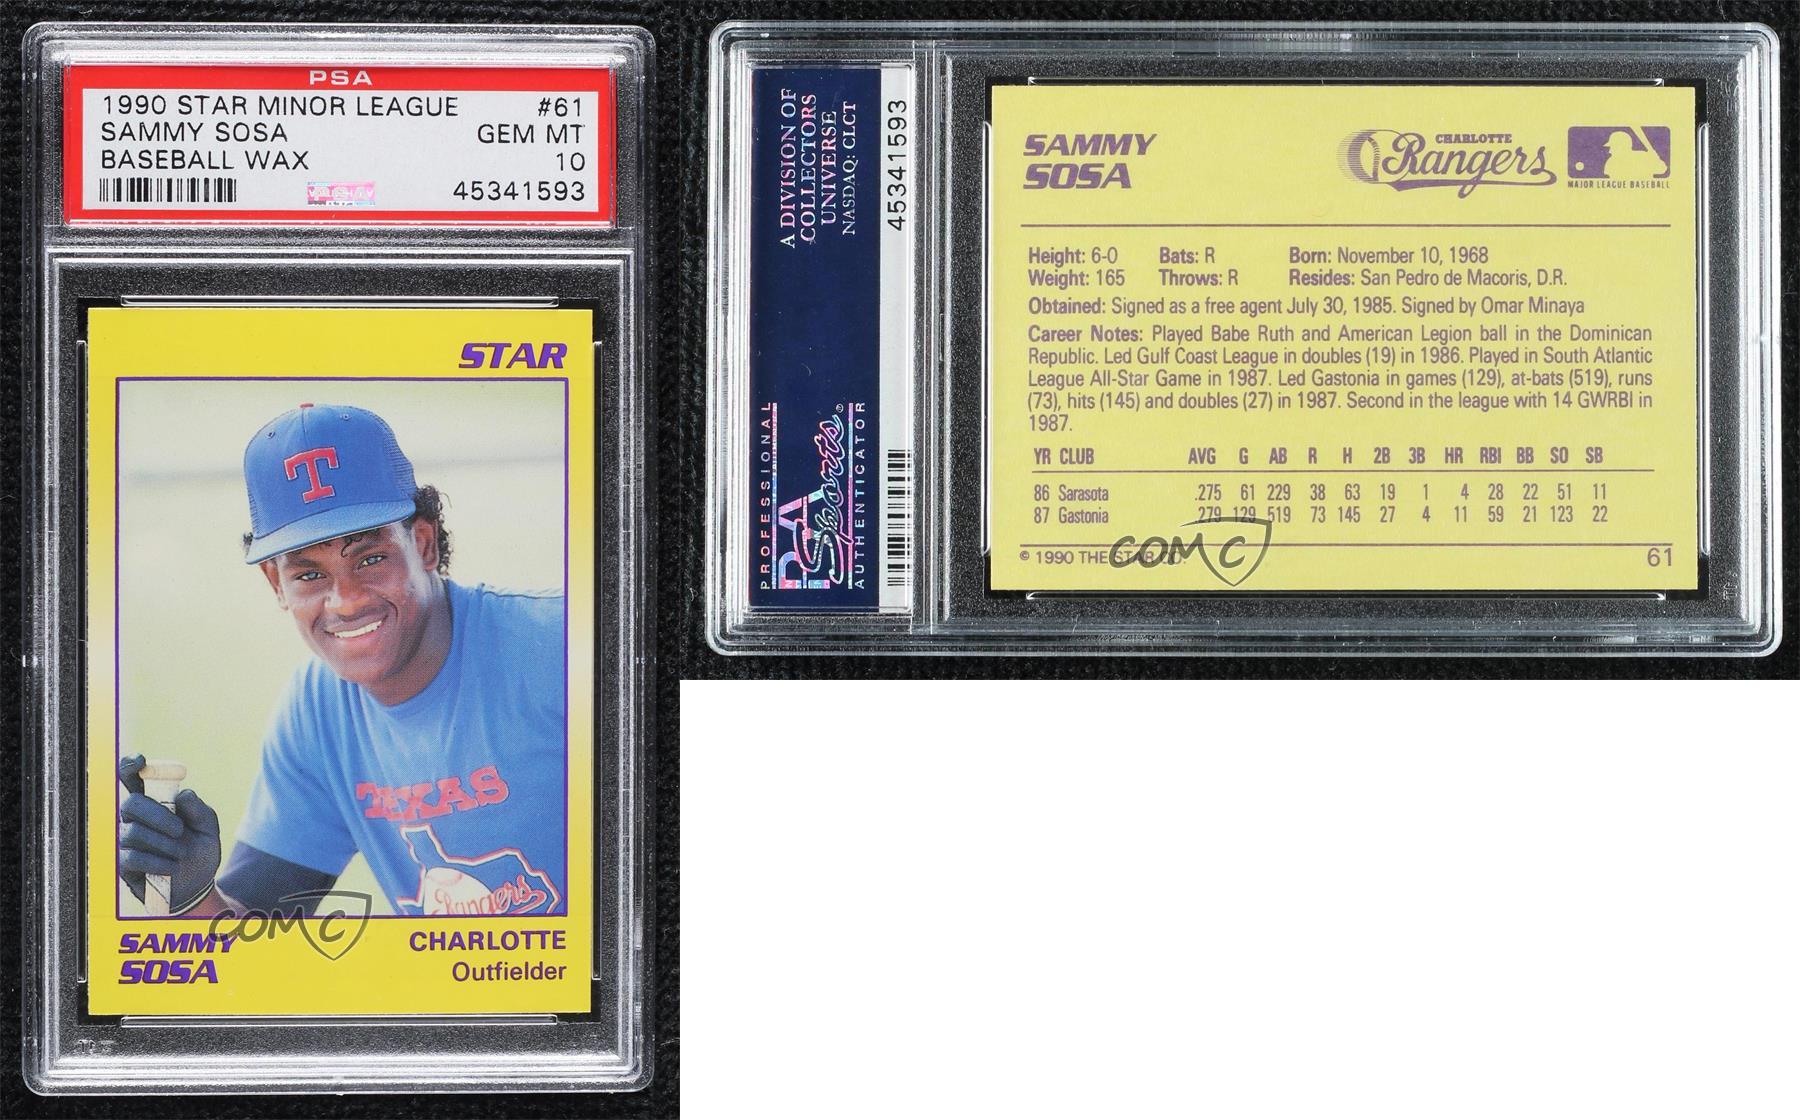 PSA
1990 STAR MINOR LEAGUE #61
SAMMY SOSA GEM MT
BASEBALL WAX 10
45341593
STAR
T
TEXAS
Rangers
SAMMY
SOSA
CHARLOTTE
Outfielder
COMC
A DIVISION OF
COLLECTORS
UNIVERSE
NASDAQ: CLCT
45341593
PROFESSIONAL
PSA
Sports
AUTHENTICATOR
SAMMY
SOSA
CHARLOTTE
Rangers
MAJOR LEAGUE BASEBALL
Height: 6-0 Bats: R Born: November 10, 1968
Weight: 165 Throws: R Resides: San Pedro de Macoris, D.R.
Obtained: Signed as a free agent July 30, 1985. Signed by Omar Minaya
Career Notes: Played Babe Ruth and American Legion ball in the Dominican
Republic. Led Gulf Coast League in doubles (19) in 1986. Played in South Atlantic
League All-Star Game in 1987. Led Gastonia in games (129), at-bats (519), runs
(73), hits (145) and doubles (27) in 1987. Second in the league with 14 GWRBI in
1987.
YR CLUB AVG G AB R H 2B 3B HR RBI BB SO SB
86 Sarasota .275 61 229 38 63 19 1 4 28 22 51 11
87 Gastonia .279 129 519 73 145 27 4 11 59 21 123 22
© 1990 THE STAR CO. 61
COMC